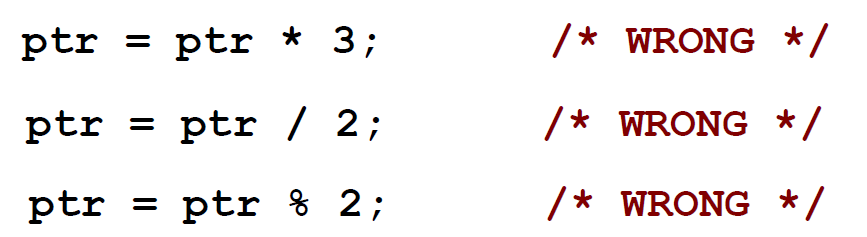 ptr = ptr * 3; /* WRONG */
ptr = ptr / 2; /* WRONG */
ptr = ptr % 2; /* WRONG */